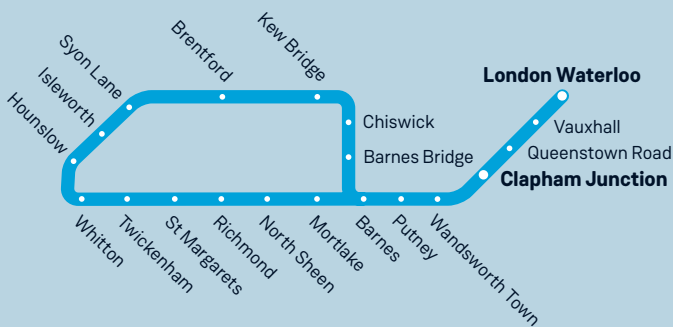 Kew Bridge
Brentford
Syon Lane
Isleworth
Hounslow
London Waterloo
Vauxhall
Queenstown Road
Clapham Junction
Chiswick
Barnes Bridge
Whitton
Twickenham
St Margarets
Richmond
North Sheen
Mortlake
Barnes
Putney
Wandsworth Town